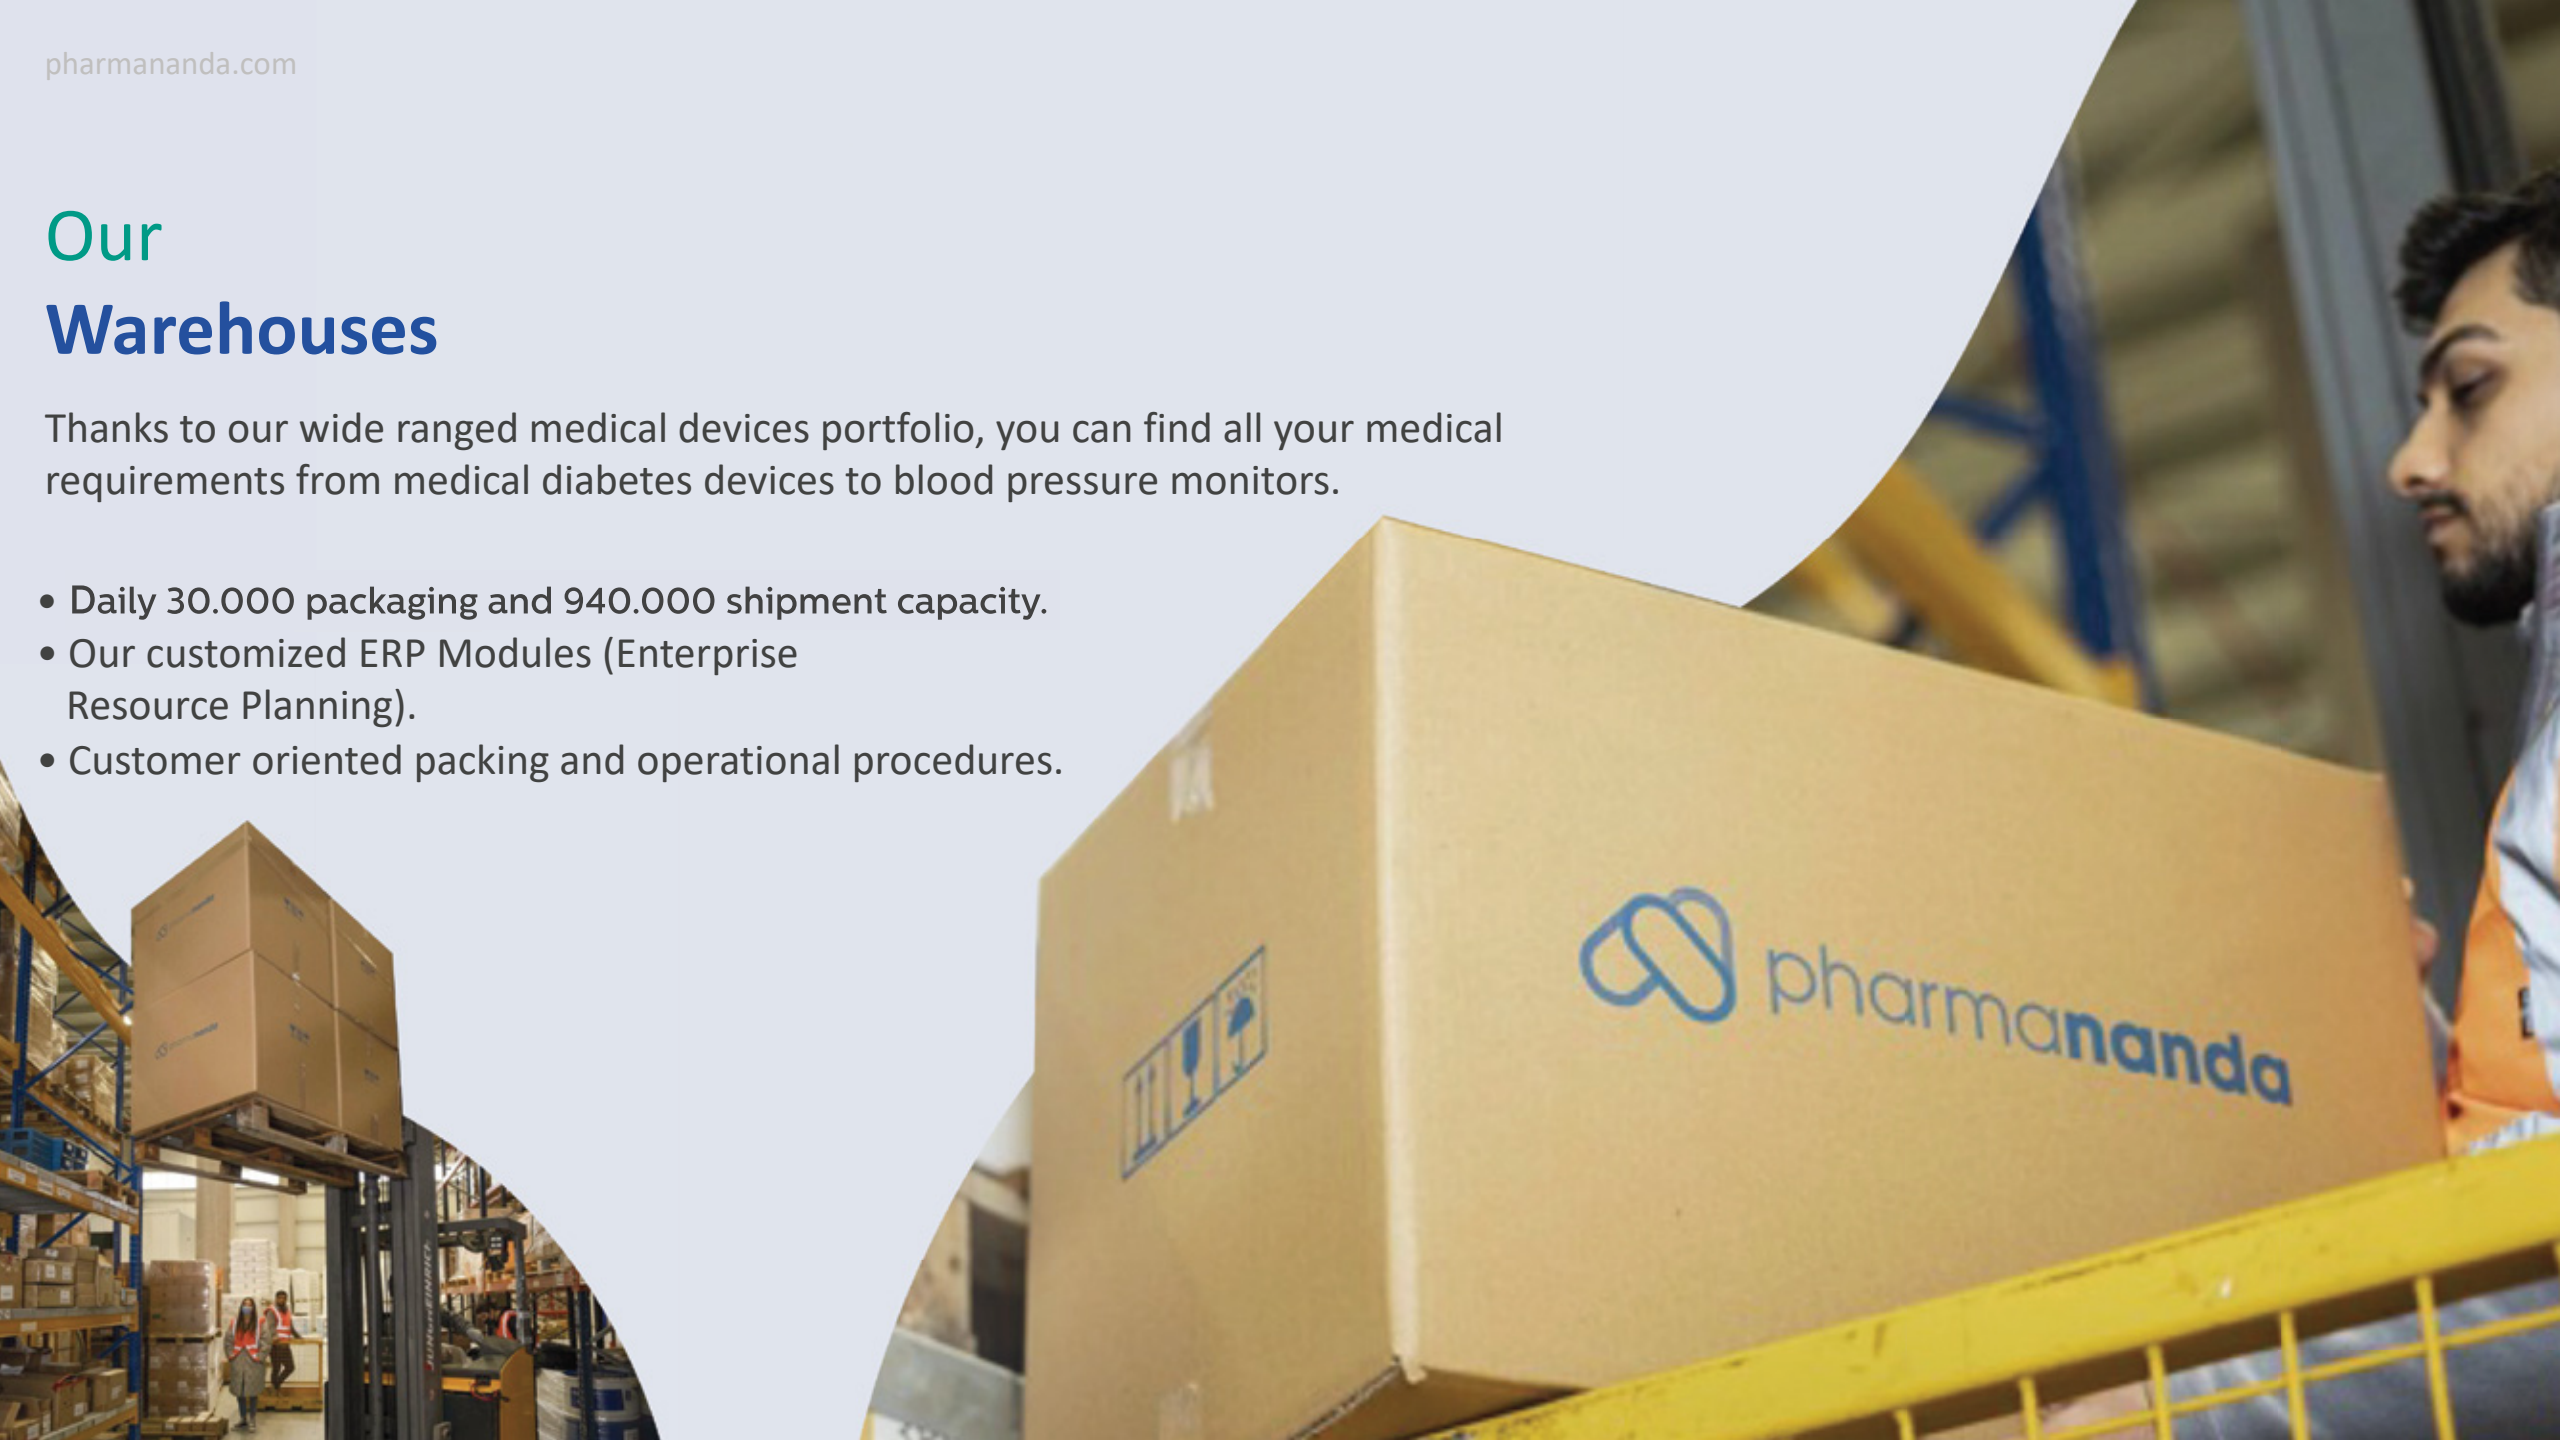 pharmananda.com
Our
Warehouses
Thanks to our wide ranged medical devices portfolio, you can find all your medical
requirements from medical diabetes devices to blood pressure monitors.
• Daily 30.000 packaging and 940.000 shipment capacity.
• Our customized ERP Modules (Enterprise
Resource Planning).
• Customer oriented packing and operational procedures.
pharmananda
JUNGHEINRICH